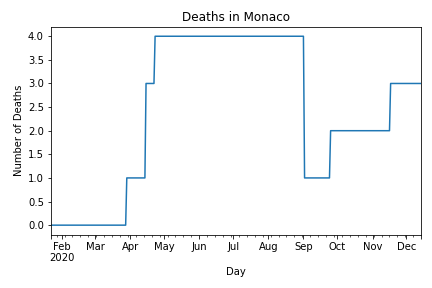 Deaths in Monaco
Number of Deaths
4.0
3.5
3.0
2.5
2.0
1.5
1.0
0.5
0.0
Feb Mar Apr May Jun Jul Aug Sep Oct Nov Dec
2020
Day